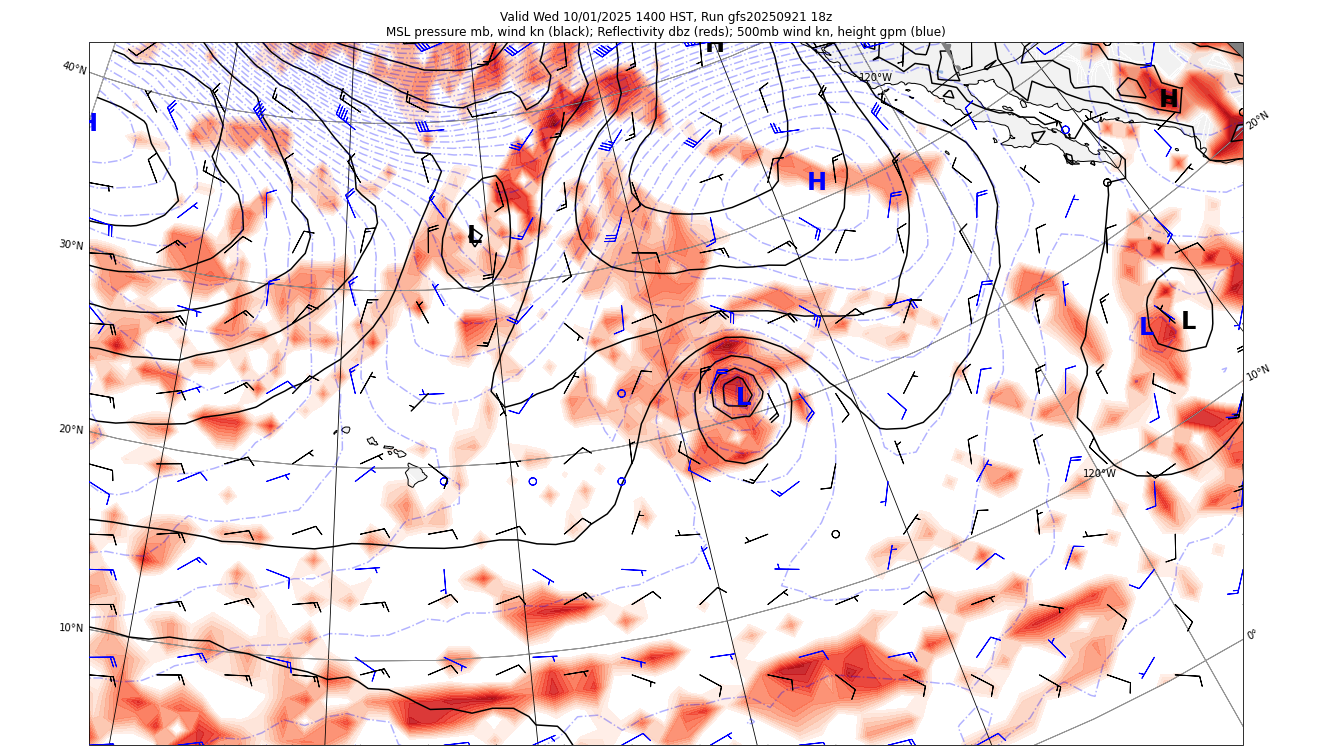 Valid Wed 10/01/2025 1400 HST, Run gfs20250921 18z
MSL pressure mb, wind kn (black); Reflectivity dbz (reds); 500mb wind kn, height gpm (blue)
H
40°N
120°W
H
H
20°N
H
L
30°N
L
L
10°N
L
20°N
120°W
10°N
0°